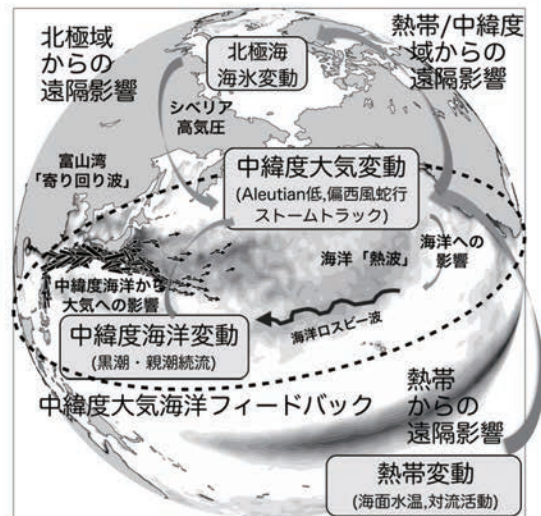 北極域
からの
遠隔影響
北極海
海氷変動
熱帯/中緯度
域からの
遠隔影響
シベリア
高気圧
富山湾
「寄り回り波」
中緯度大気変動
(Aleutian低,偏西風蛇行
ストームトラック)
海洋への
影響
海洋「熱波」
中緯度海洋から
大気への影響
海洋ロスビー波
中緯度海洋変動
(黒潮・親潮続流)
中緯度大気海洋フィードバック
熱帯
からの
遠隔影響
熱帯変動
(海面水温,対流活動)